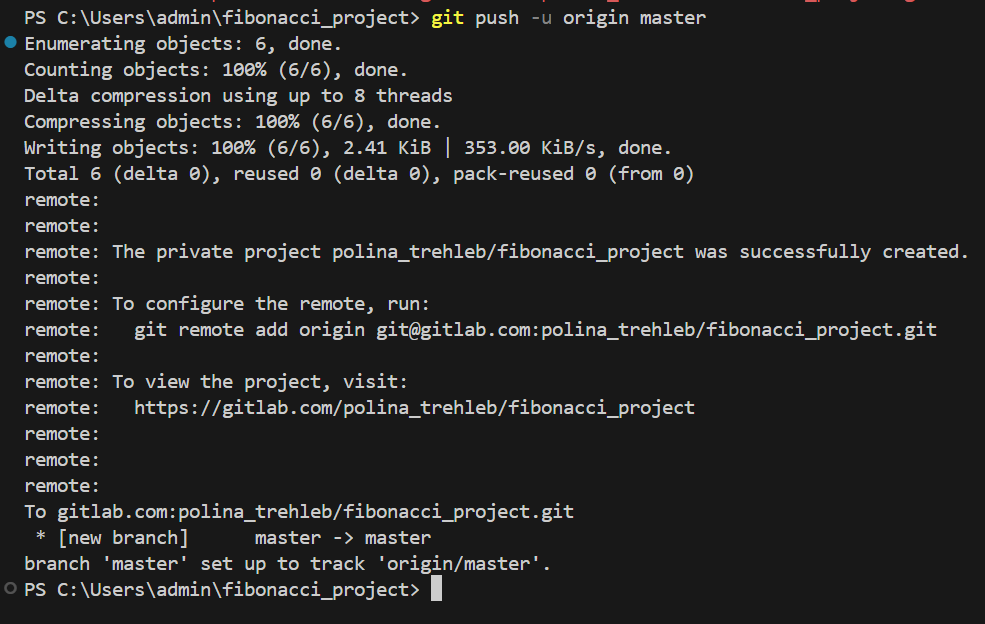 PS C:\Users\admin\fibonacci_project> git push -u origin master
Enumerating objects: 6, done.
Counting objects: 100% (6/6), done.
Delta compression using up to 8 threads
Compressing objects: 100% (6/6), done.
Writing objects: 100% (6/6), 2.41 KiB | 353.00 KiB/s, done.
Total 6 (delta 0), reused 0 (delta 0), pack-reused 0 (from 0)
remote:
remote:
remote: The private project polina_trehleb/fibonacci_project was successfully created.
remote:
remote: To configure the remote, run:
remote:   git remote add origin git@gitlab.com:polina_trehleb/fibonacci_project.git
remote:
remote: To view the project, visit:
remote:   https://gitlab.com/polina_trehleb/fibonacci_project
remote:
remote:
remote:
To gitlab.com:polina_trehleb/fibonacci_project.git
 * [new branch]      master -> master
branch 'master' set up to track 'origin/master'.
PS C:\Users\admin\fibonacci_project>